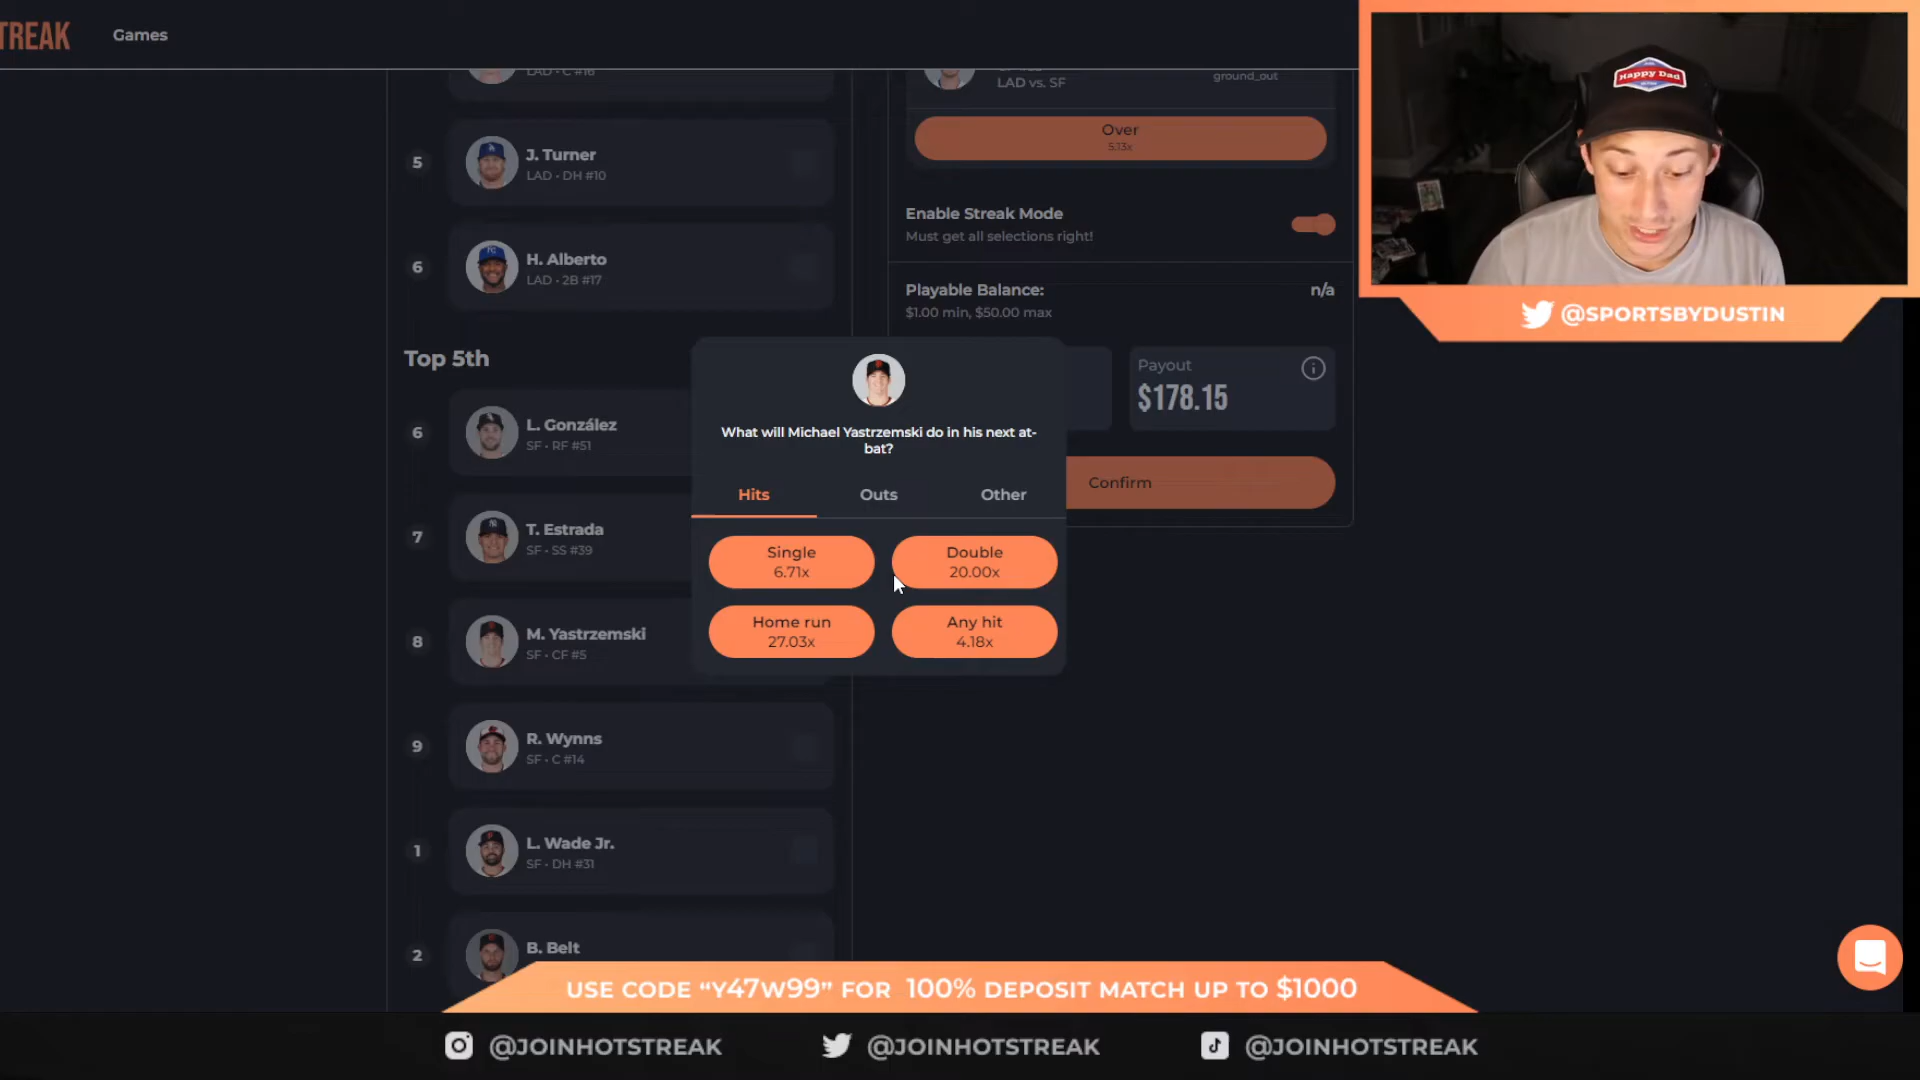 TREAK
Games
LAD • C #16
5
J. Turner
LAD • DH #10
6
H. Alberto
LAD • 2B #17
Top 5th
6
L. González
SF • RF #51
7
T. Estrada
SF • SS #39
8
M. Yastrzemski
SF • CF #5
9
R. Wynns
SF • C #14
1
L. Wade Jr.
SF • DH #31
2
B. Belt
LAD vs. SF
ground_out
Over
5.13x
Enable Streak Mode
Must get all selections right!
Playable Balance:
n/a
$1.00 min, $50.00 max
Payout
$178.15
Confirm
What will Michael Yastrzemski do in his next at-
bat?
Hits
Outs
Other
Single
6.71x
Double
20.00x
Home run
27.03x
Any hit
4.18x
Happy Dad
@SPORTSBYDUSTIN
USE CODE “Y47W99” FOR 100% DEPOSIT MATCH UP TO $1000
@JOINHOTSTREAK
@JOINHOTSTREAK
@JOINHOTSTREAK